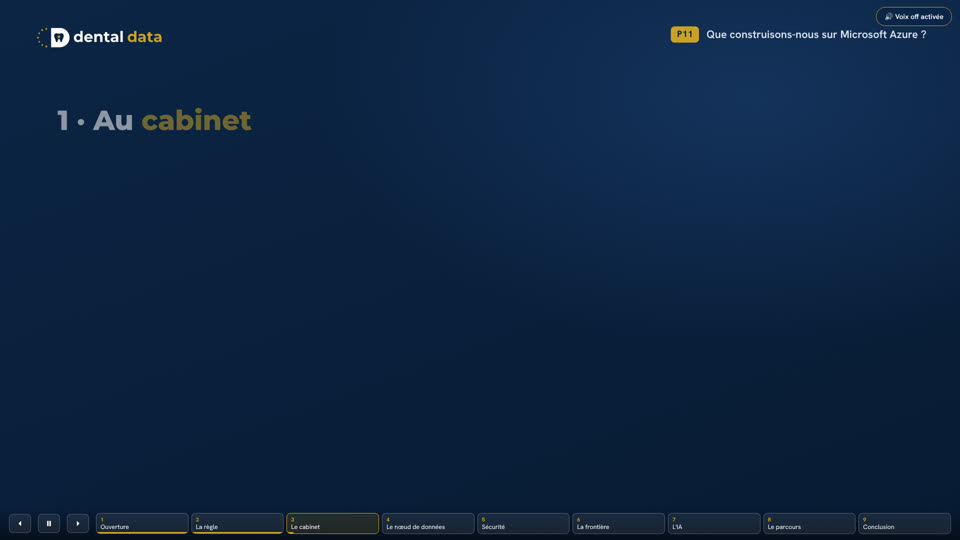 🔊 Voix off activée
dental data
P11 Que construisons-nous sur Microsoft Azure ?
1 · Au cabinet
1
Ouverture
2
La règle
3
Le cabinet
4
Le nœud de données
5
Sécurité
6
La frontière
7
L'IA
8
Le parcours
9
Conclusion